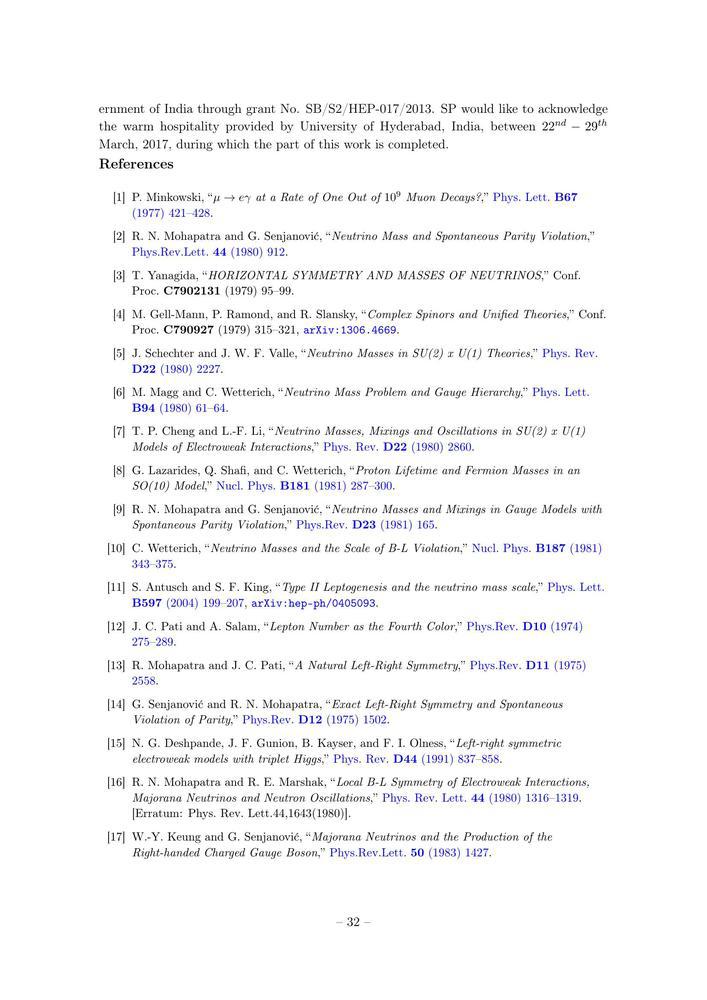 ernment of India through grant No. SB/S2/HEP-017/2013. SP would like to acknowledge
the warm hospitality provided by University of Hyderabad, India, between 22nd − 29th
March, 2017, during which the part of this work is completed.
References
[1] P. Minkowski, “μ → eγ at a Rate of One Out of 10⁹ Muon Decays?,” Phys. Lett. B67
(1977) 421–428.
[2] R. N. Mohapatra and G. Senjanović, “Neutrino Mass and Spontaneous Parity Violation,”
Phys.Rev.Lett. 44 (1980) 912.
[3] T. Yanagida, “HORIZONTAL SYMMETRY AND MASSES OF NEUTRINOS,” Conf.
Proc. C7902131 (1979) 95–99.
[4] M. Gell-Mann, P. Ramond, and R. Slansky, “Complex Spinors and Unified Theories,” Conf.
Proc. C790927 (1979) 315–321, arXiv:1306.4669.
[5] J. Schechter and J. W. F. Valle, “Neutrino Masses in SU(2) x U(1) Theories,” Phys. Rev.
D22 (1980) 2227.
[6] M. Magg and C. Wetterich, “Neutrino Mass Problem and Gauge Hierarchy,” Phys. Lett.
B94 (1980) 61–64.
[7] T. P. Cheng and L.-F. Li, “Neutrino Masses, Mixings and Oscillations in SU(2) x U(1)
Models of Electroweak Interactions,” Phys. Rev. D22 (1980) 2860.
[8] G. Lazarides, Q. Shafi, and C. Wetterich, “Proton Lifetime and Fermion Masses in an
SO(10) Model,” Nucl. Phys. B181 (1981) 287–300.
[9] R. N. Mohapatra and G. Senjanović, “Neutrino Masses and Mixings in Gauge Models with
Spontaneous Parity Violation,” Phys.Rev. D23 (1981) 165.
[10] C. Wetterich, “Neutrino Masses and the Scale of B-L Violation,” Nucl. Phys. B187 (1981)
343–375.
[11] S. Antusch and S. F. King, “Type II Leptogenesis and the neutrino mass scale,” Phys. Lett.
B597 (2004) 199–207, arXiv:hep-ph/0405093.
[12] J. C. Pati and A. Salam, “Lepton Number as the Fourth Color,” Phys.Rev. D10 (1974)
275–289.
[13] R. Mohapatra and J. C. Pati, “A Natural Left-Right Symmetry,” Phys.Rev. D11 (1975)
2558.
[14] G. Senjanović and R. N. Mohapatra, “Exact Left-Right Symmetry and Spontaneous
Violation of Parity,” Phys.Rev. D12 (1975) 1502.
[15] N. G. Deshpande, J. F. Gunion, B. Kayser, and F. I. Olness, “Left-right symmetric
electroweak models with triplet Higgs,” Phys. Rev. D44 (1991) 837–858.
[16] R. N. Mohapatra and R. E. Marshak, “Local B-L Symmetry of Electroweak Interactions,
Majorana Neutrinos and Neutron Oscillations,” Phys. Rev. Lett. 44 (1980) 1316–1319.
[Erratum: Phys. Rev. Lett.44,1643(1980)].
[17] W.-Y. Keung and G. Senjanović, “Majorana Neutrinos and the Production of the
Right-handed Charged Gauge Boson,” Phys.Rev.Lett. 50 (1983) 1427.
– 32 –